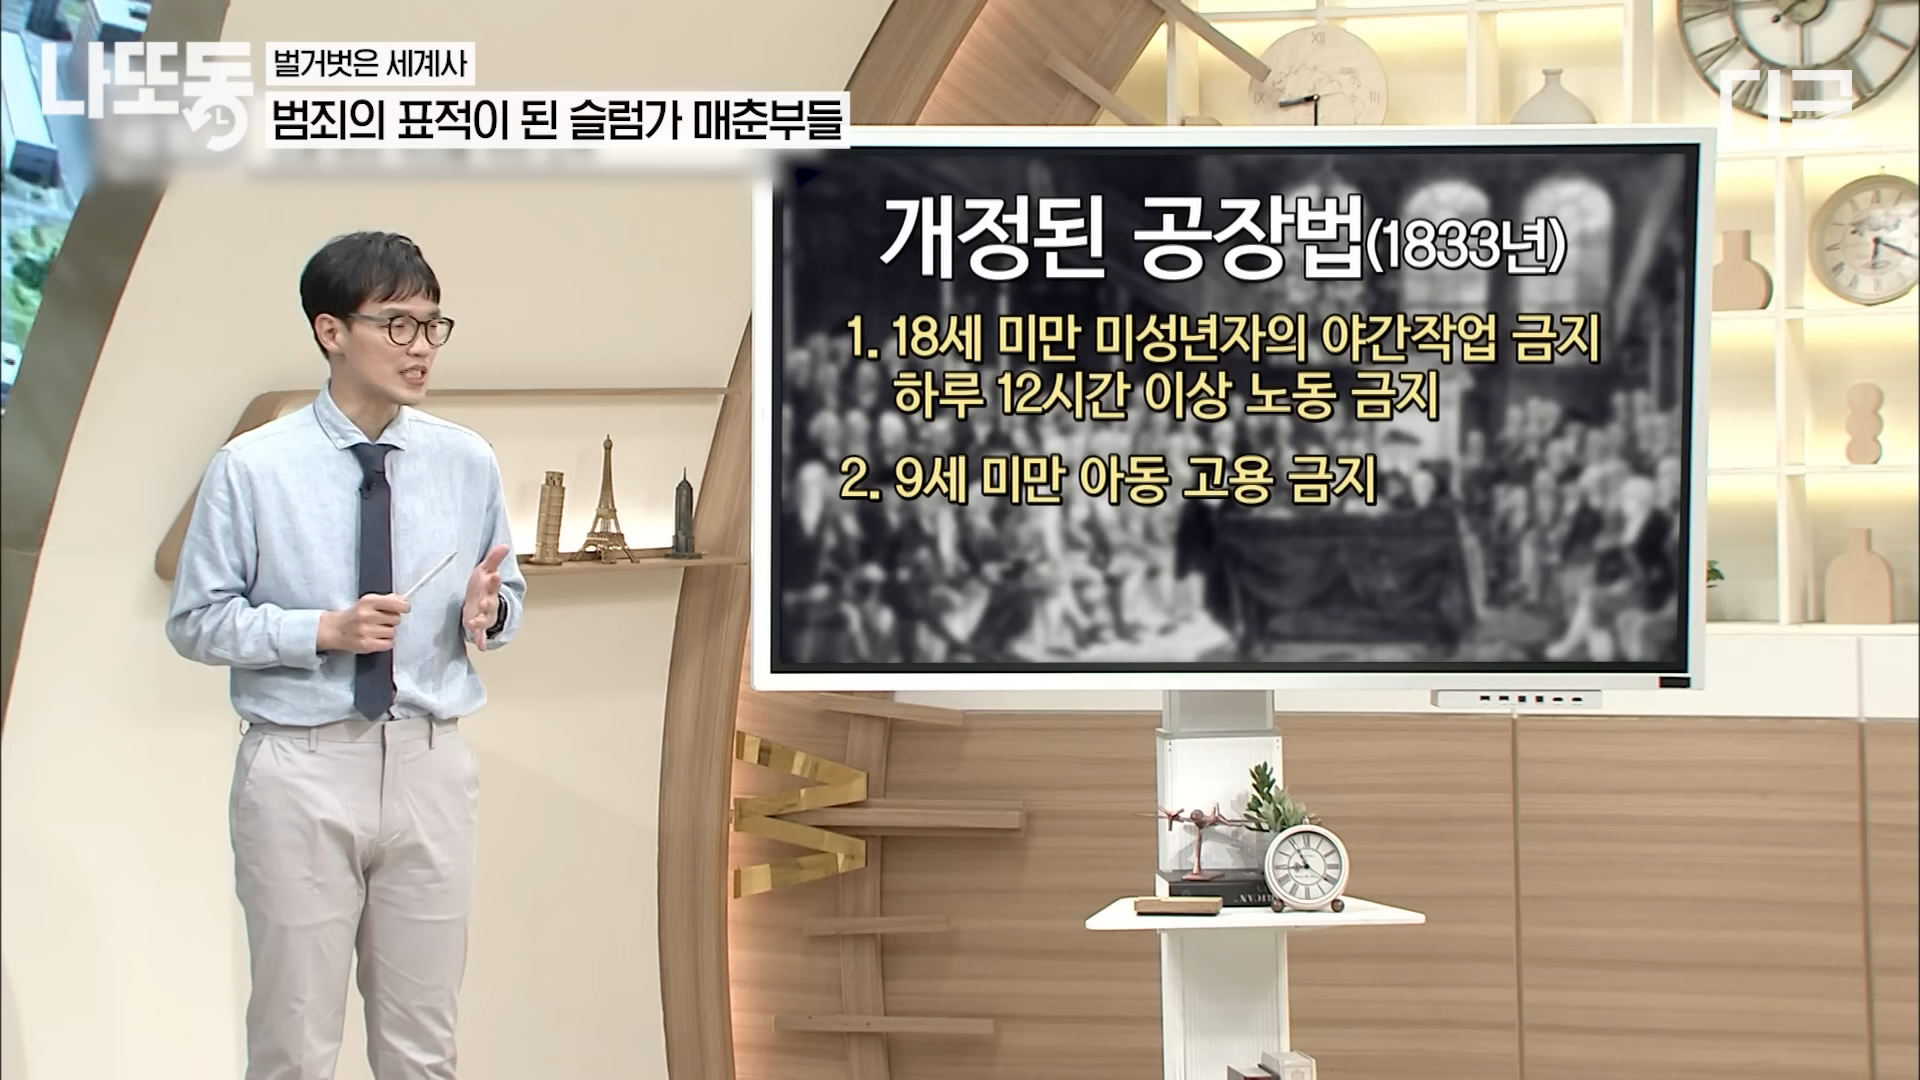 나또동
벌거벗은 세계사
범죄의 표적이 된 슬럼가 매춘부들
디글
개정된 공장법(1833년)
1. 18세 미만 미성년자의 야간작업 금지
하루 12시간 이상 노동 금지
2. 9세 미만 아동 고용 금지